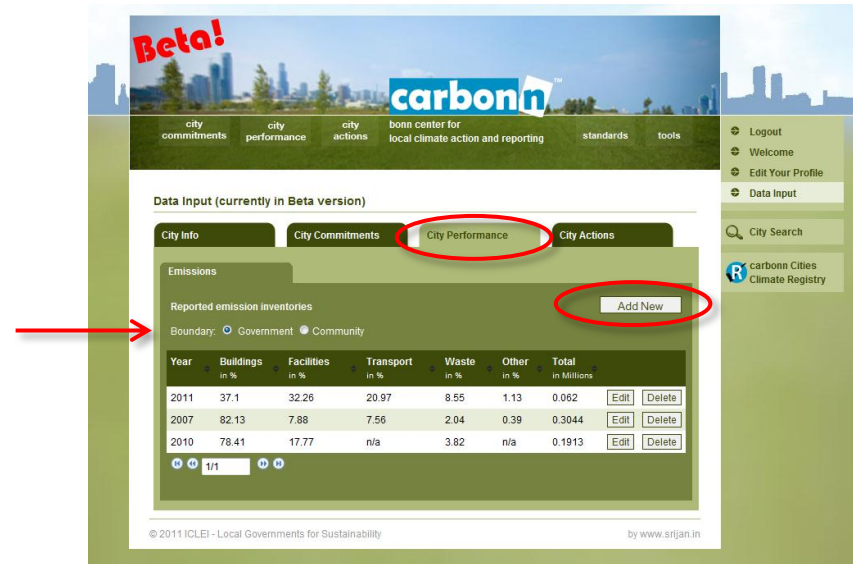 Beta!
carbonn™
city commitments
city performance
city actions
bonn center for
local climate action and reporting
standards
tools
Logout
Welcome
Edit Your Profile
Data Input
City Search
carbonn Cities
Climate Registry
Data Input (currently in Beta version)
City Info City Commitments City Performance City Actions
Emissions
Reported emission inventories Add New
Boundary: Government Community
Year Buildings Facilities Transport Waste Other Total
in % in % in % in % in % in Millions
2011 37.1 32.26 20.97 8.55 1.13 0.062 Edit Delete
2007 82.13 7.88 7.56 2.04 0.39 0.3044 Edit Delete
2010 78.41 17.77 n/a 3.82 n/a 0.1913 Edit Delete
1/1
© 2011 ICLEI - Local Governments for Sustainability by www.srijan.in